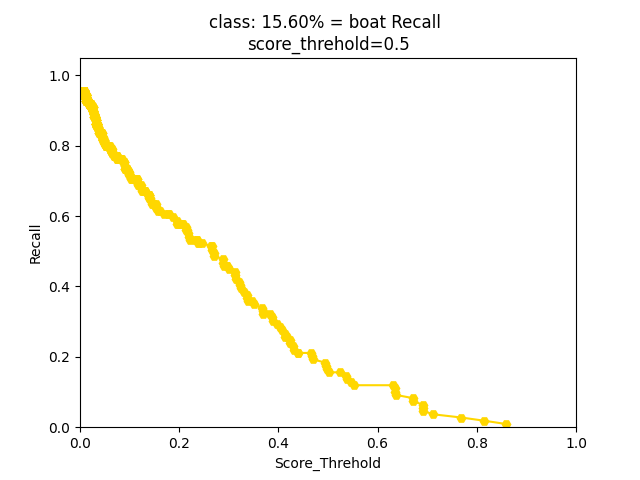 class: 15.60% = boat Recall
score_threhold=0.5
1.0
0.8
0.6
0.4
0.2
0.0
Recall
0.0 0.2 0.4 0.6 0.8 1.0
Score_Threhold